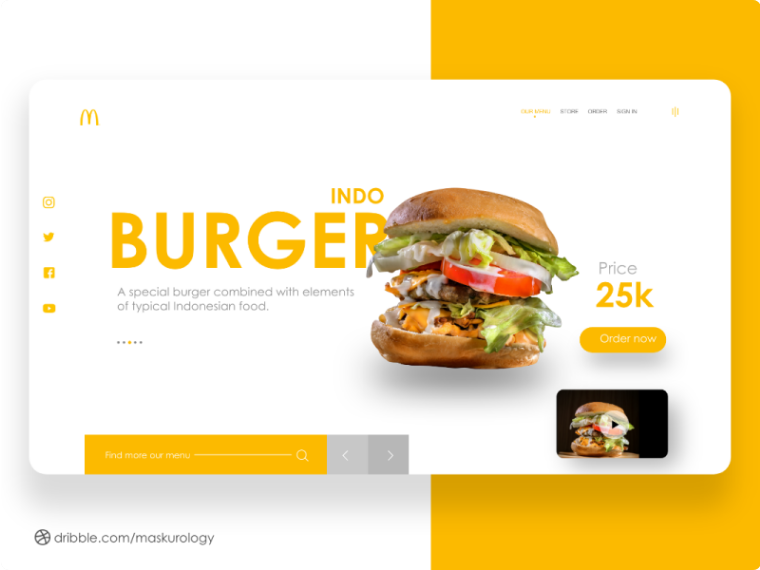 OUR MENU STORE ORDER SIGN IN
INDO
BURGER
A special burger combined with elements
of typical Indonesian food.
Price
25k
Order now
Find more our menu
dribble.com/maskurology